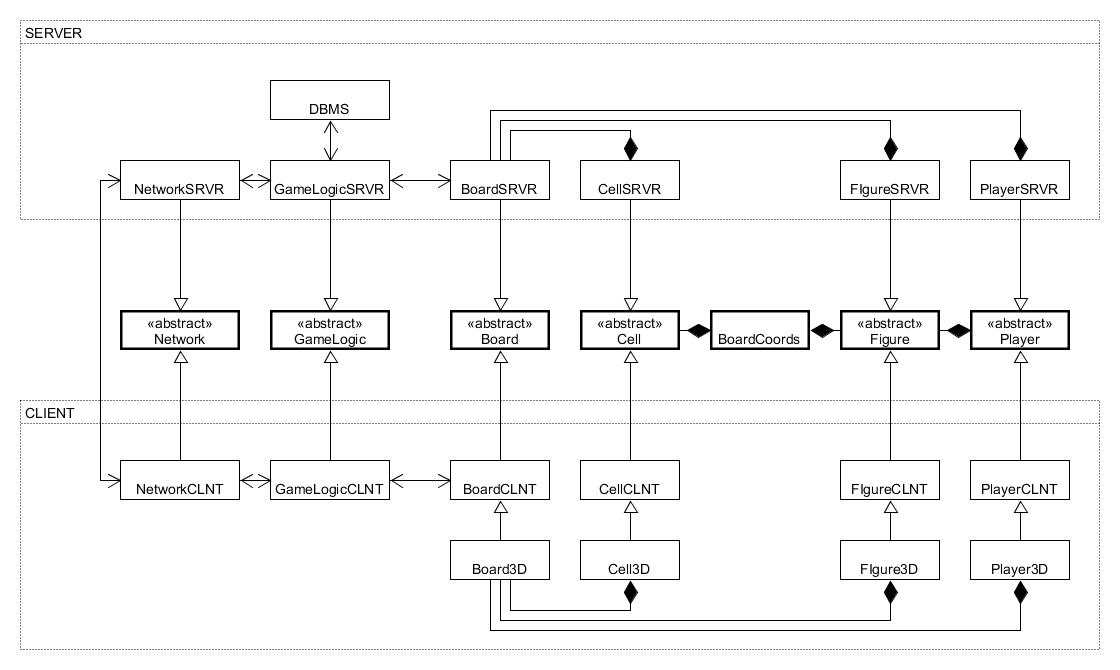 SERVER
DBMS
NetworkSRVR
GameLogicSRVR
BoardSRVR
CellSRVR
FIgureSRVR
PlayerSRVR
«abstract»
Network
«abstract»
GameLogic
«abstract»
Board
«abstract»
Cell
BoardCoords
«abstract»
Figure
«abstract»
Player
CLIENT
NetworkCLNT
GameLogicCLNT
BoardCLNT
CellCLNT
FIgureCLNT
PlayerCLNT
Board3D
Cell3D
FIgure3D
Player3D